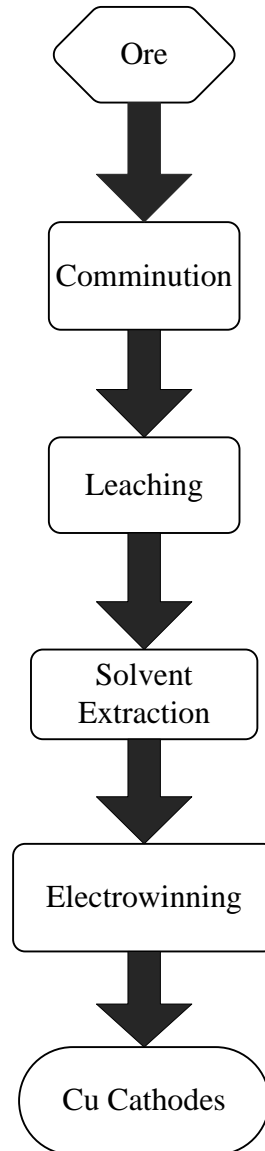 Ore
Comminution
Leaching
Solvent
Extraction
Electrowinning
Cu Cathodes